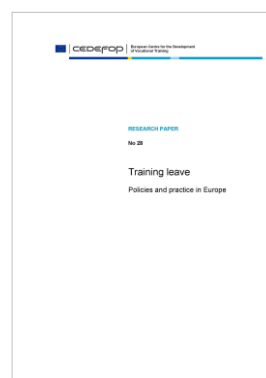 CEDEFOP
European Centre for the Development
of Vocational Training
RESEARCH PAPER
No 28
Training leave
Policies and practice in Europe